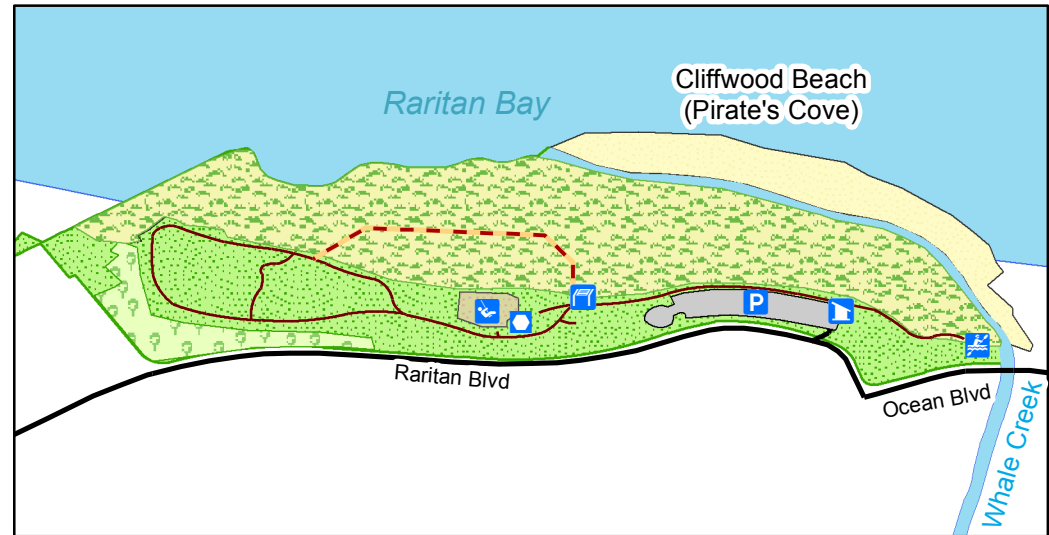 Cliffwood Beach
(Pirate's Cove)
Raritan Bay
P
Raritan Blvd
Ocean Blvd
Whale Creek